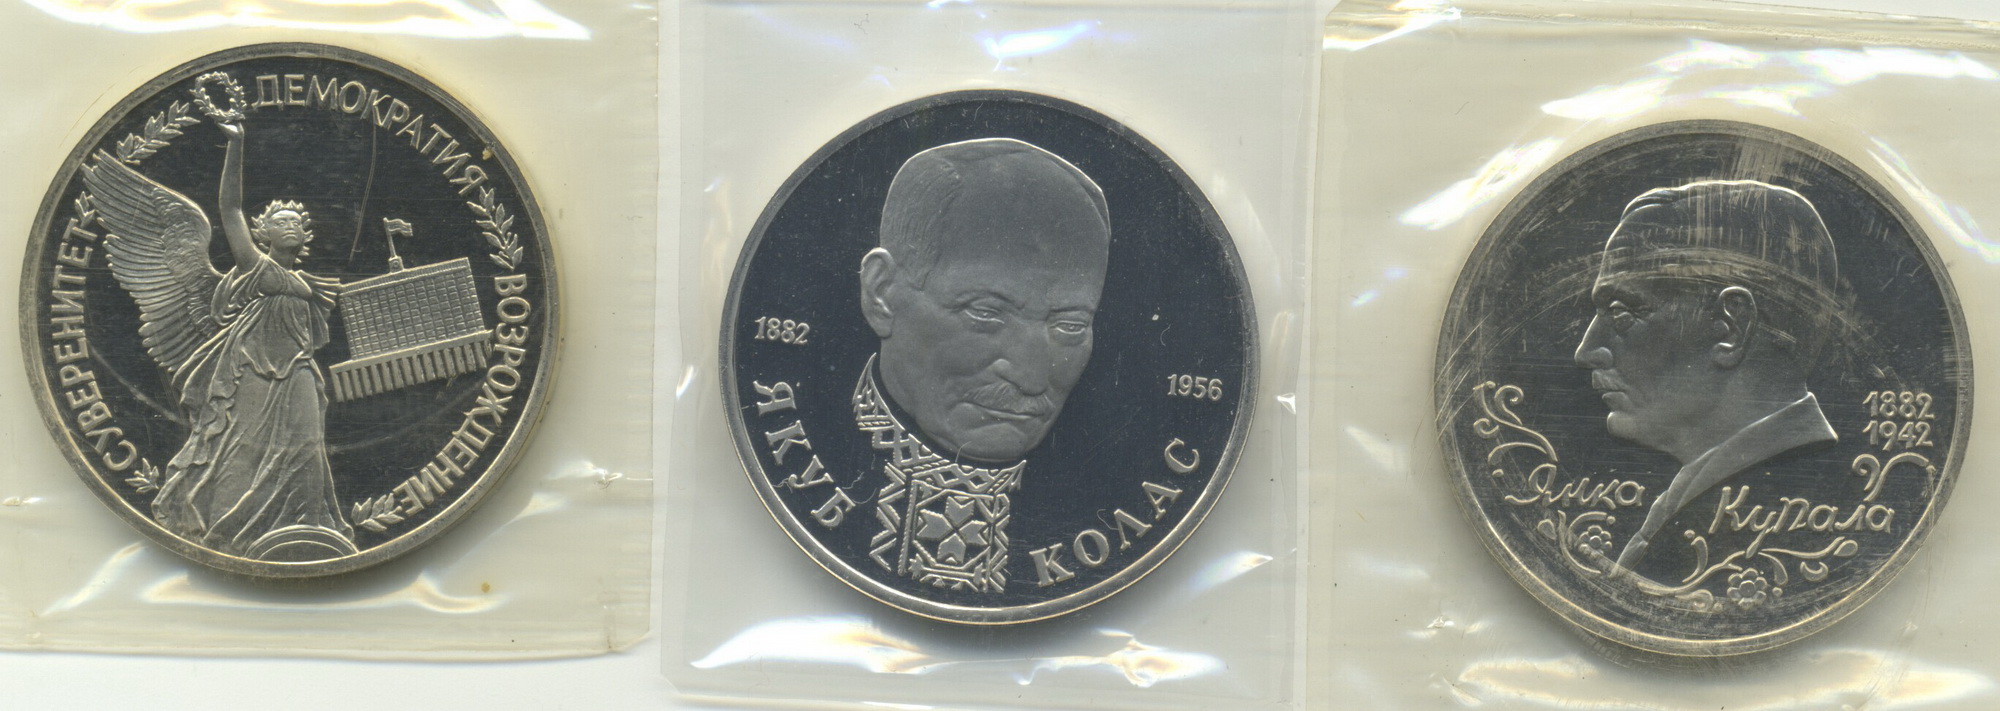 СУВЕРЕНИТЕТ ДЕМОКРАТИЯ ВОЗРОЖДЕНИЕ
1882
1956
ЯКУБ КОЛАС
1882
1942
Янка Купала